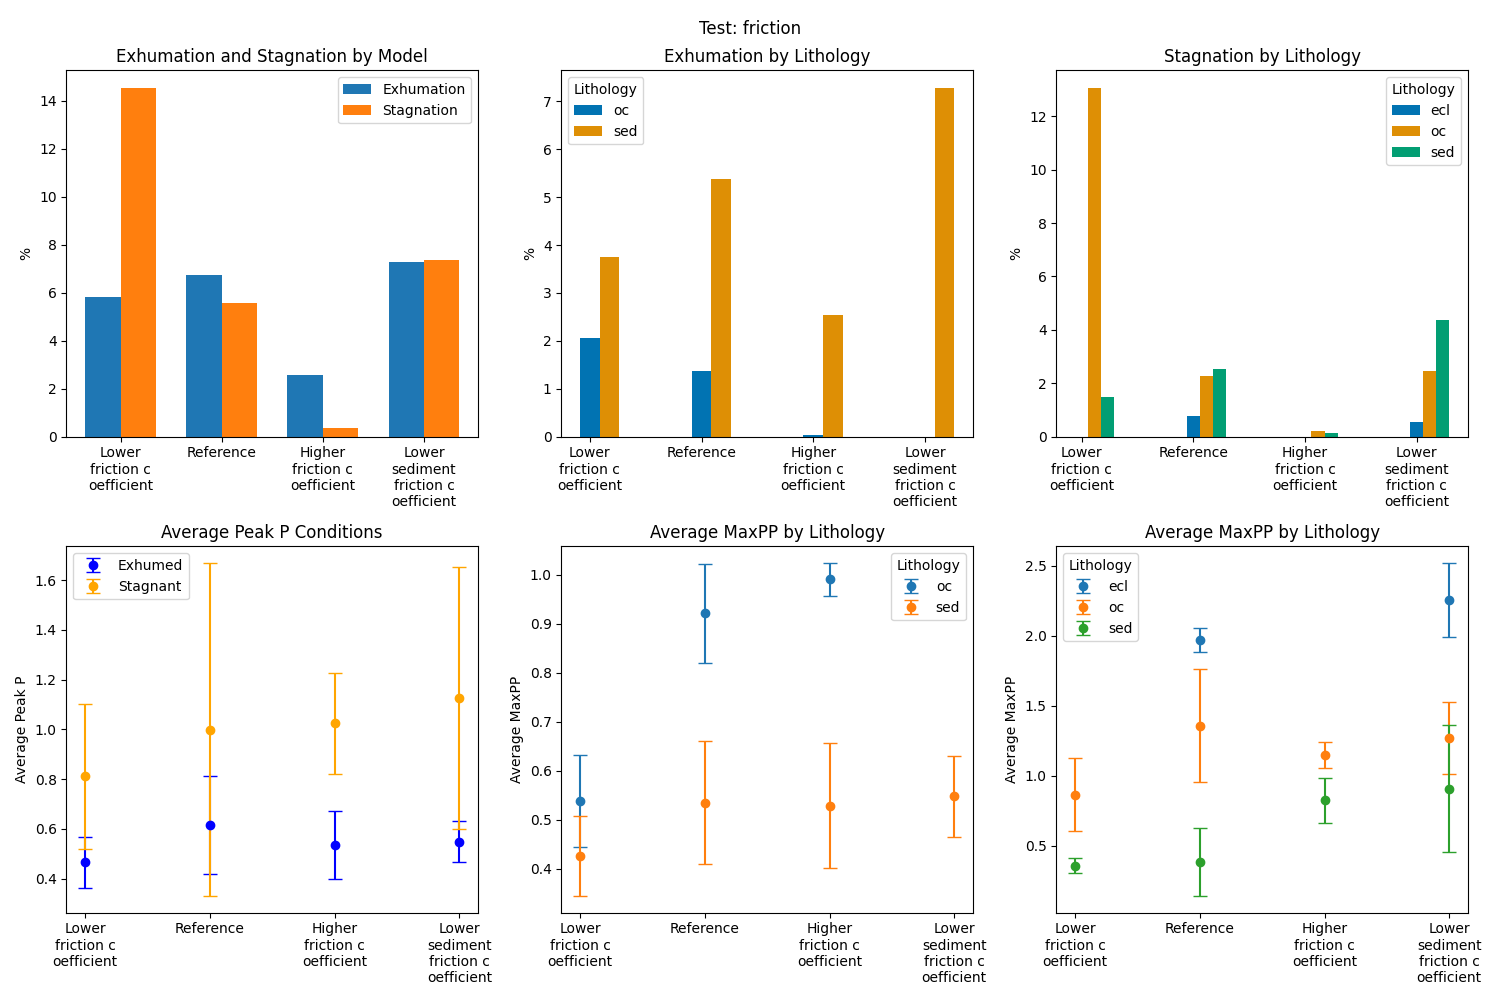 Test: friction
Exhumation and Stagnation by Model
%
14
12
10
8
6
4
2
0
Exhumation
Stagnation
Lower
friction c
oefficient
Reference
Higher
friction c
oefficient
Lower
sediment
friction c
oefficient
Exhumation by Lithology
%
7
6
5
4
3
2
1
0
Lithology
oc
sed
Lower
friction c
oefficient
Reference
Higher
friction c
oefficient
Lower
sediment
friction c
oefficient
Stagnation by Lithology
%
12
10
8
6
4
2
0
Lithology
ecl
oc
sed
Lower
friction c
oefficient
Reference
Higher
friction c
oefficient
Lower
sediment
friction c
oefficient
Average Peak P Conditions
Average Peak P
1.6
1.4
1.2
1.0
0.8
0.6
0.4
Exhumed
Stagnant
Lower
friction c
oefficient
Reference
Higher
friction c
oefficient
Lower
sediment
friction c
oefficient
Average MaxPP by Lithology
Average MaxPP
1.0
0.9
0.8
0.7
0.6
0.5
0.4
Lithology
oc
sed
Lower
friction c
oefficient
Reference
Higher
friction c
oefficient
Lower
sediment
friction c
oefficient
Average MaxPP by Lithology
Average MaxPP
2.5
2.0
1.5
1.0
0.5
Lithology
ecl
oc
sed
Lower
friction c
oefficient
Reference
Higher
friction c
oefficient
Lower
sediment
friction c
oefficient